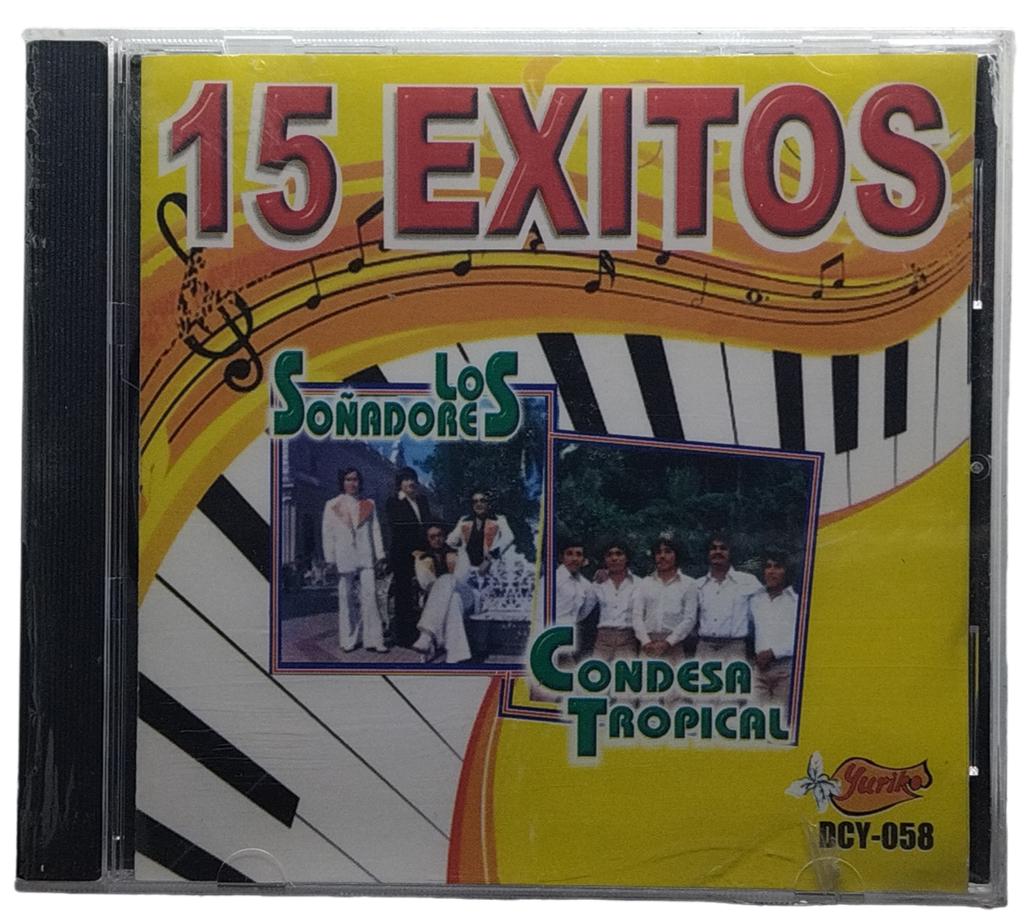 15 EXITOS
LOS
SOÑADORES
CONDESA
TROPICAL
Yuriko
DCY-058